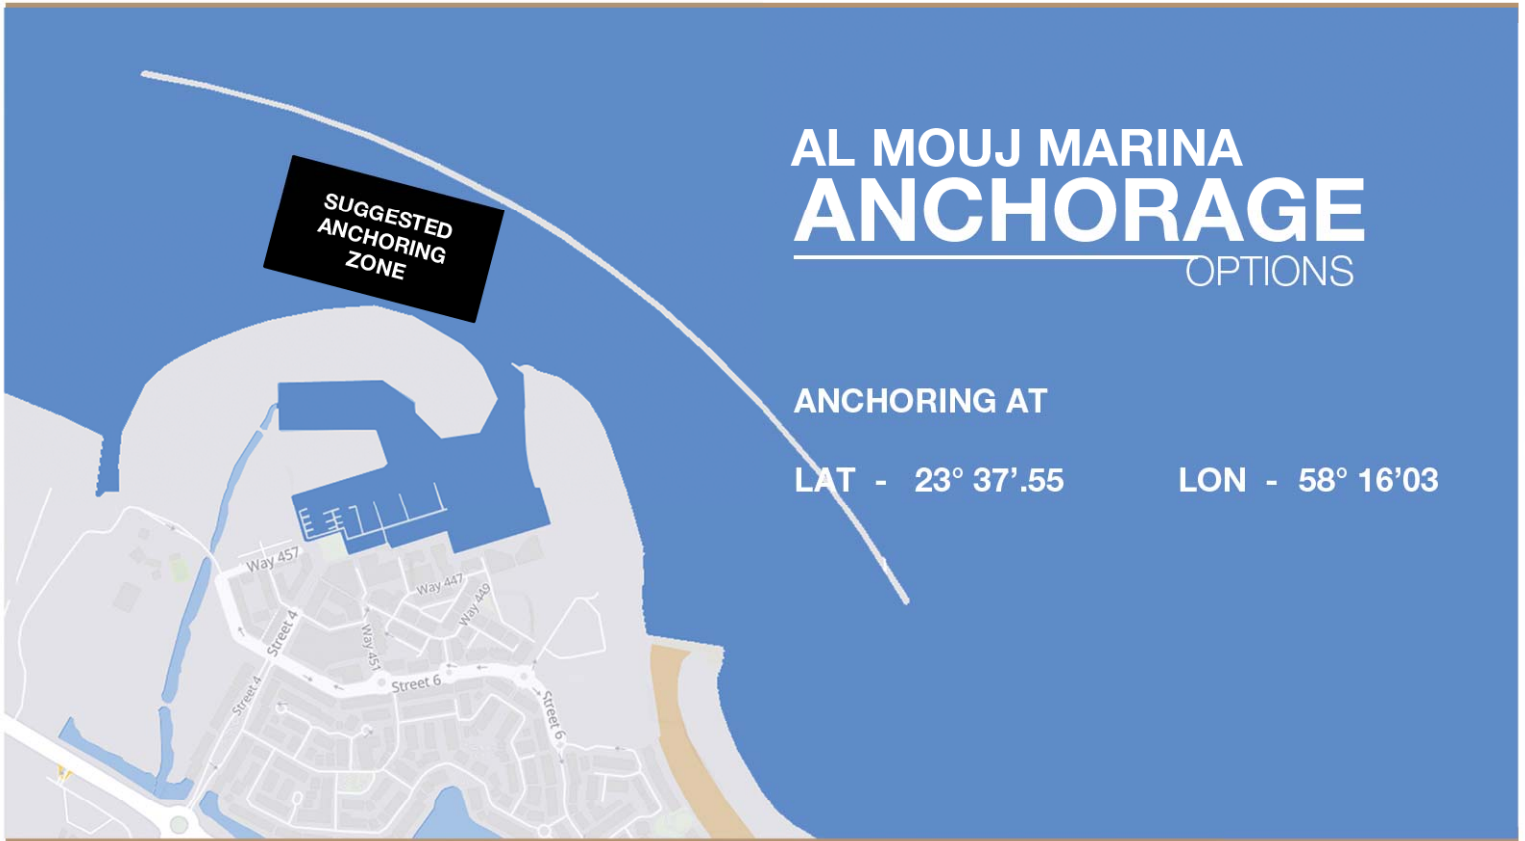 AL MOUJ MARINA
ANCHORAGE
OPTIONS
SUGGESTED
ANCHORING
ZONE
ANCHORING AT
LAT - 23° 37’.55 LON - 58° 16’03
Way 457
Way 447
Way 449
Street 4
Way 451
Street 4
Street 6
Street 6